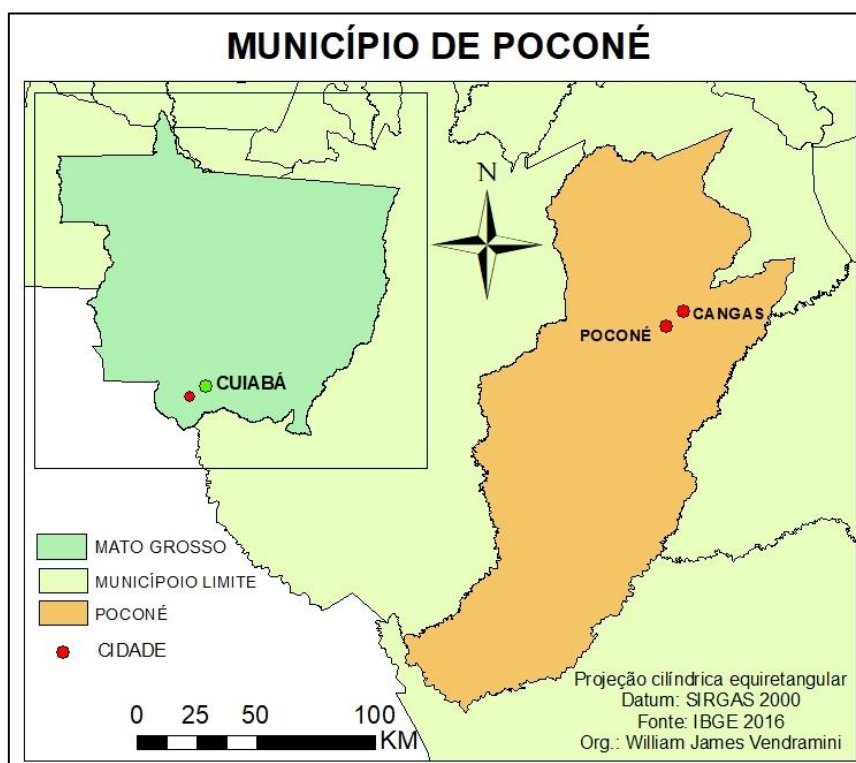 MUNICÍPIO DE POCONÉ
N
CANGAS
POCONÉ
CUIABÁ
MATO GROSSO
MUNICÍPOIO LIMITE
POCONÉ
CIDADE
0 25 50 100
KM
Projeção cilíndrica equiretangular
Datum: SIRGAS 2000
Fonte: IBGE 2016
Org.: William James Vendramini